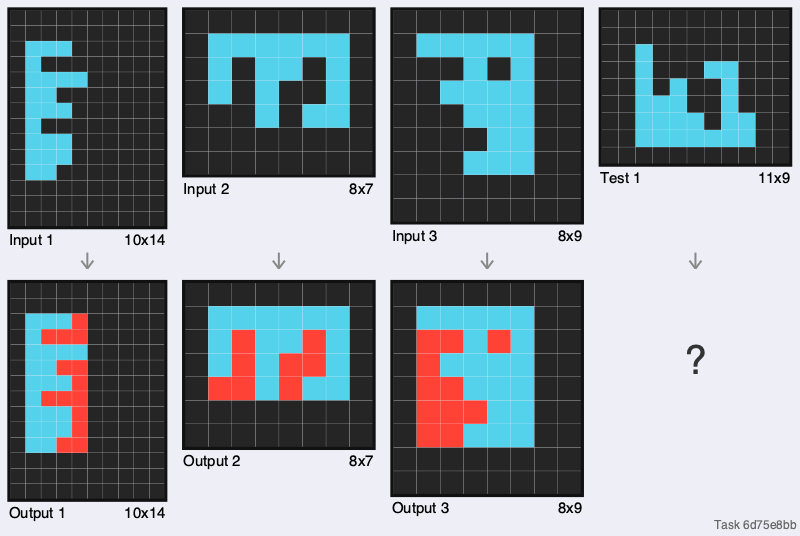 Input 1 10x14
Input 2 8x7
Input 3 8x9
Test 1 11x9
?
Output 1 10x14
Output 2 8x7
Output 3 8x9
Task 6d75e8bb